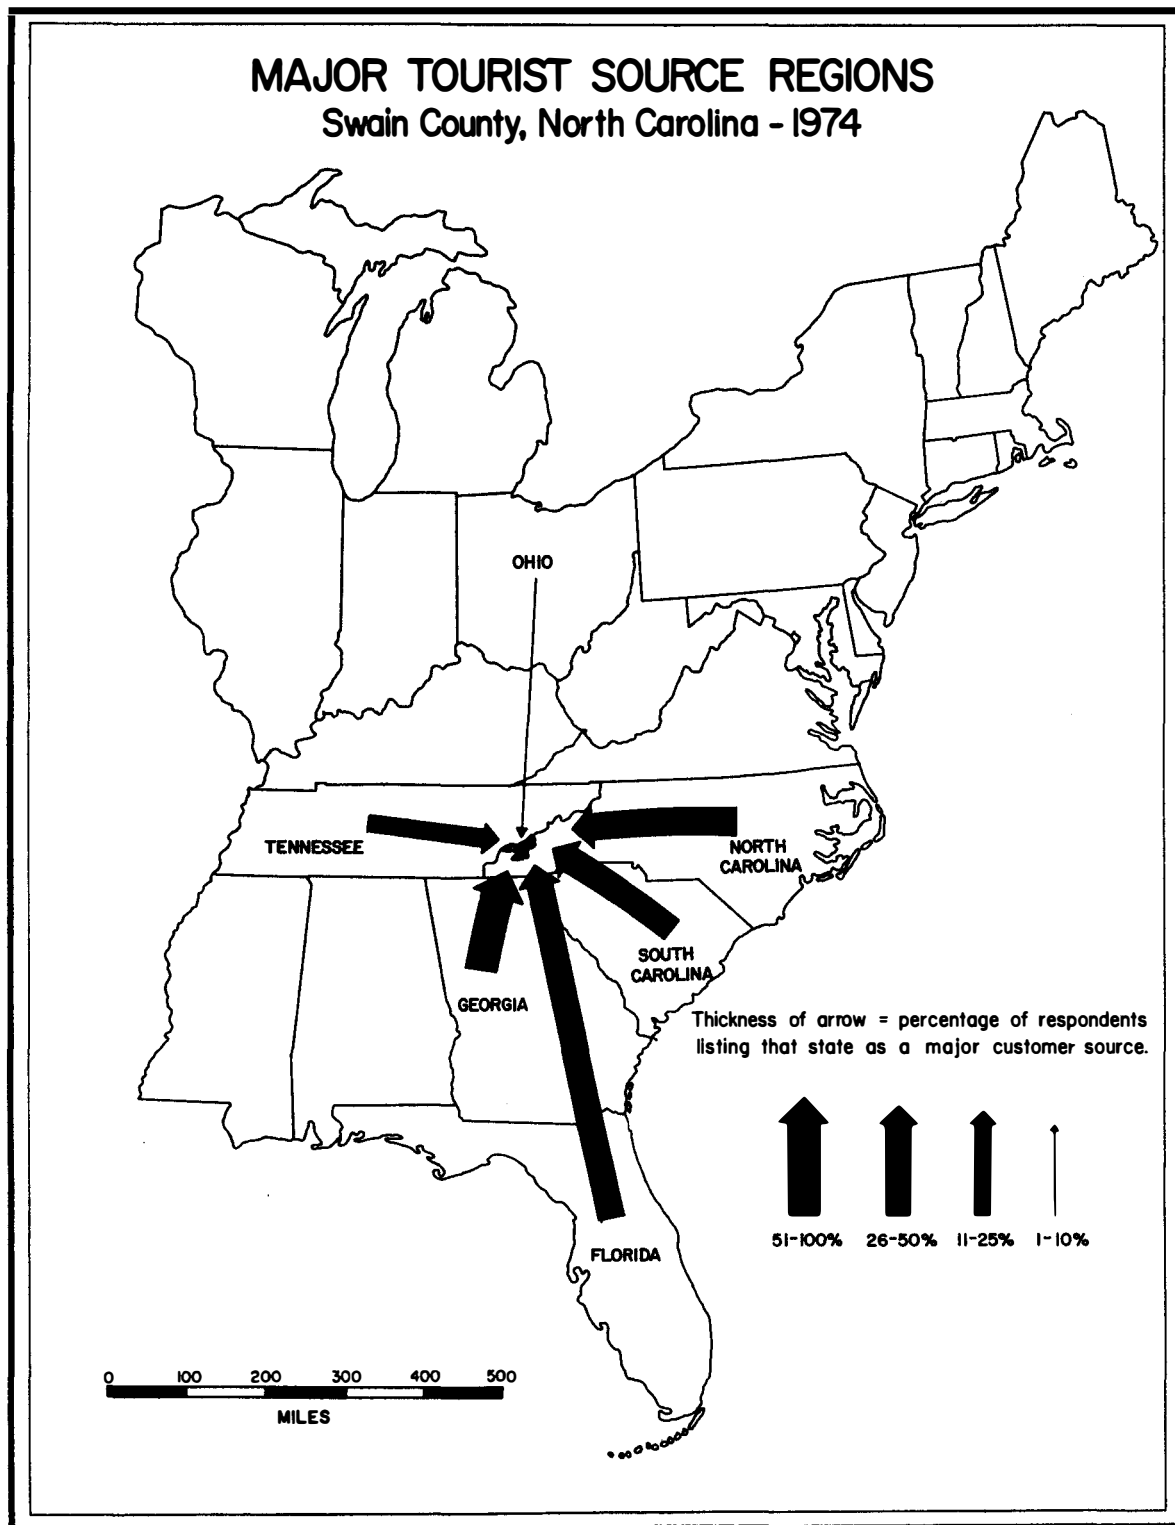 MAJOR TOURIST SOURCE REGIONS
Swain County, North Carolina - 1974
OHIO
TENNESSEE
NORTH
CAROLINA
SOUTH
CAROLINA
GEORGIA
Thickness of arrow = percentage of respondents
listing that state as a major customer source.
51-100% 26-50% 11-25% 1-10%
FLORIDA
0 100 200 300 400 500
MILES